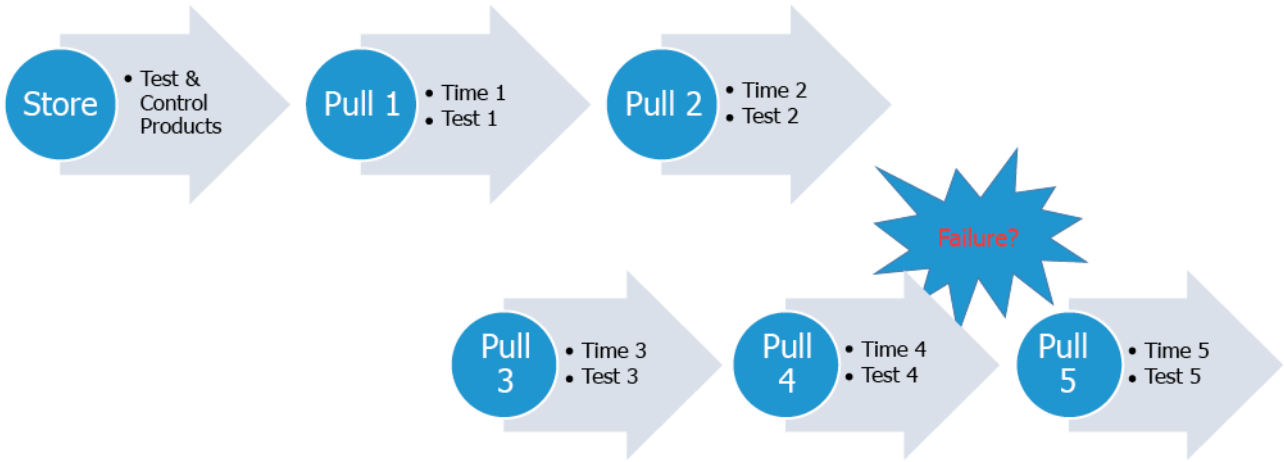 Store
• Test &
Control
Products
Pull 1
• Time 1
• Test 1
Pull 2
• Time 2
• Test 2
Failure?
Pull
3
• Time 3
• Test 3
Pull
4
• Time 4
• Test 4
Pull
5
• Time 5
• Test 5